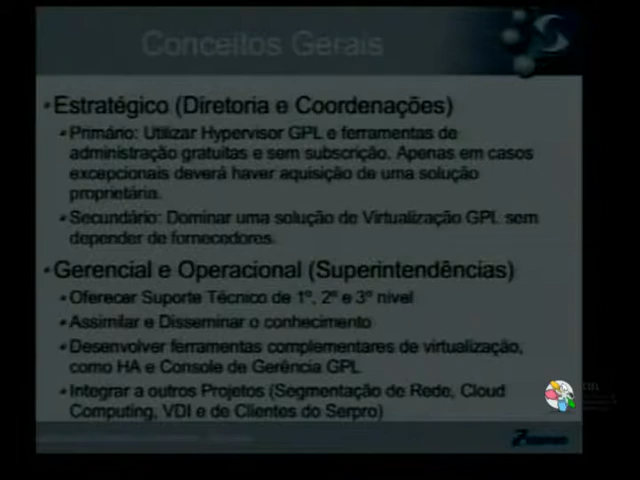 Conceitos Gerais
•Estratégico (Diretoria e Coordenações)
•Primário: Utilizar Hypervisor GPL e ferramentas de
administração gratuitas e sem subscrição. Apenas em casos
excepcionais deverá haver aquisição de uma solução
proprietária.
•Secundário: Dominar uma solução de Virtualização GPL sem
depender de fornecedores.
•Gerencial e Operacional (Superintendências)
•Oferecer Suporte Técnico de 1º, 2º e 3º nível
•Assimilar e Disseminar o conhecimento
•Desenvolver ferramentas complementares de virtualização,
como HA e Console de Gerência GPL
•Integrar a outros Projetos (Segmentação de Rede, Cloud
Computing, VDI e de Clientes do Serpro)